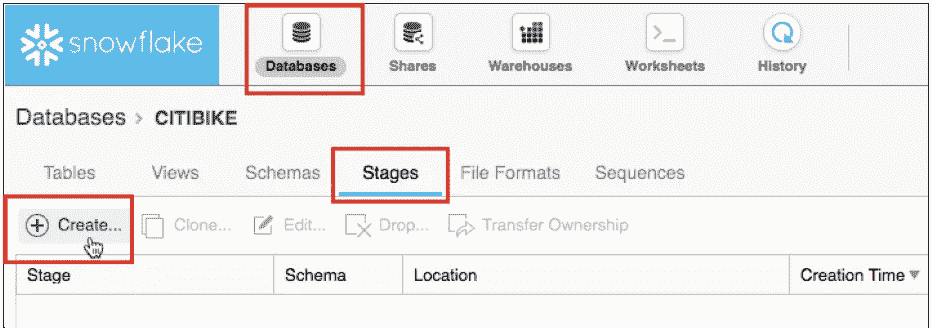 snowflake
Databases Shares Warehouses Worksheets History
Databases > CITIBIKE
Tables Views Schemas Stages File Formats Sequences
Create... Clone... Edit... Drop... Transfer Ownership
Stage Schema Location Creation Time